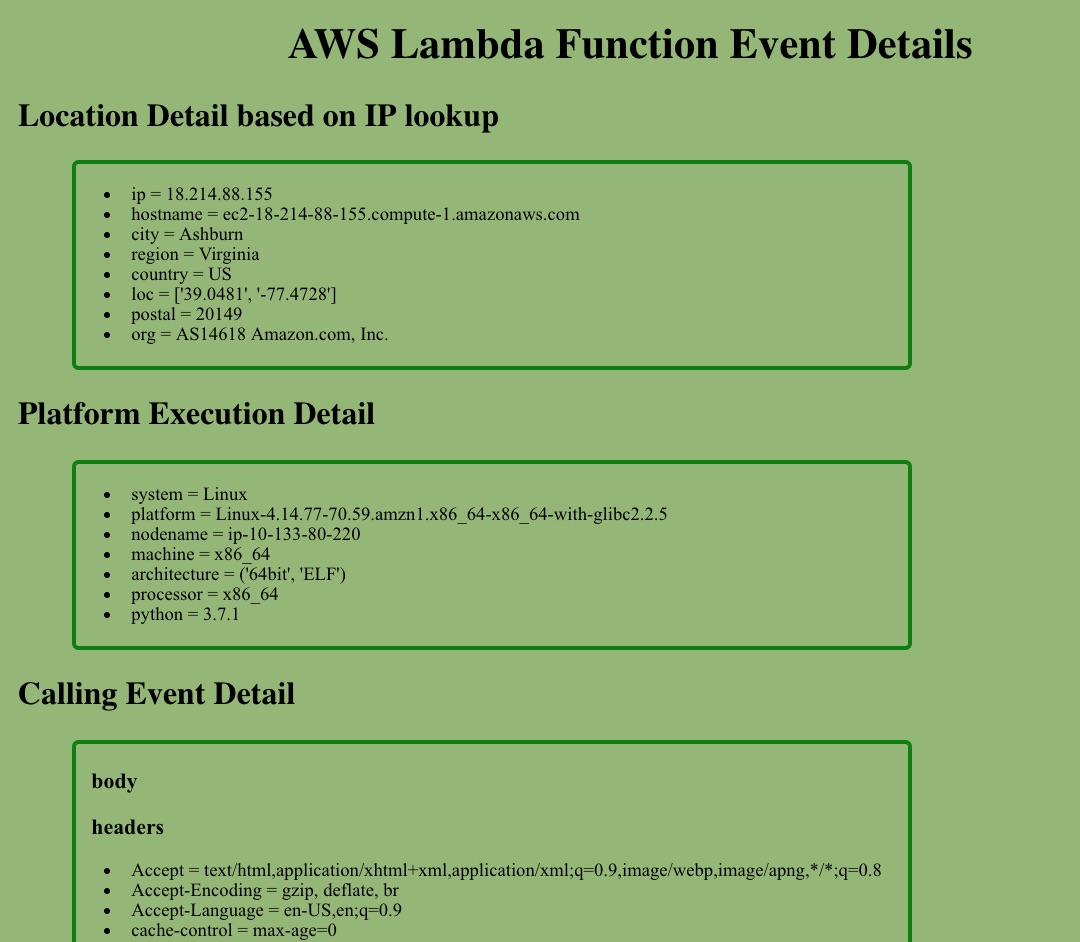 AWS Lambda Function Event Details
Location Detail based on IP lookup
ip = 18.214.88.155
hostname = ec2-18-214-88-155.compute-1.amazonaws.com
city = Ashburn
region = Virginia
country = US
loc = ['39.0481', '-77.4728']
postal = 20149
org = AS14618 Amazon.com, Inc.
Platform Execution Detail
system = Linux
platform = Linux-4.14.77-70.59.amzn1.x86_64-x86_64-with-glibc2.2.5
nodename = ip-10-133-80-220
machine = x86_64
architecture = ('64bit', 'ELF')
processor = x86_64
python = 3.7.1
Calling Event Detail
body
headers
Accept = text/html,application/xhtml+xml,application/xml;q=0.9,image/webp,image/apng,*/*;q=0.8
Accept-Encoding = gzip, deflate, br
Accept-Language = en-US,en;q=0.9
cache-control = max-age=0